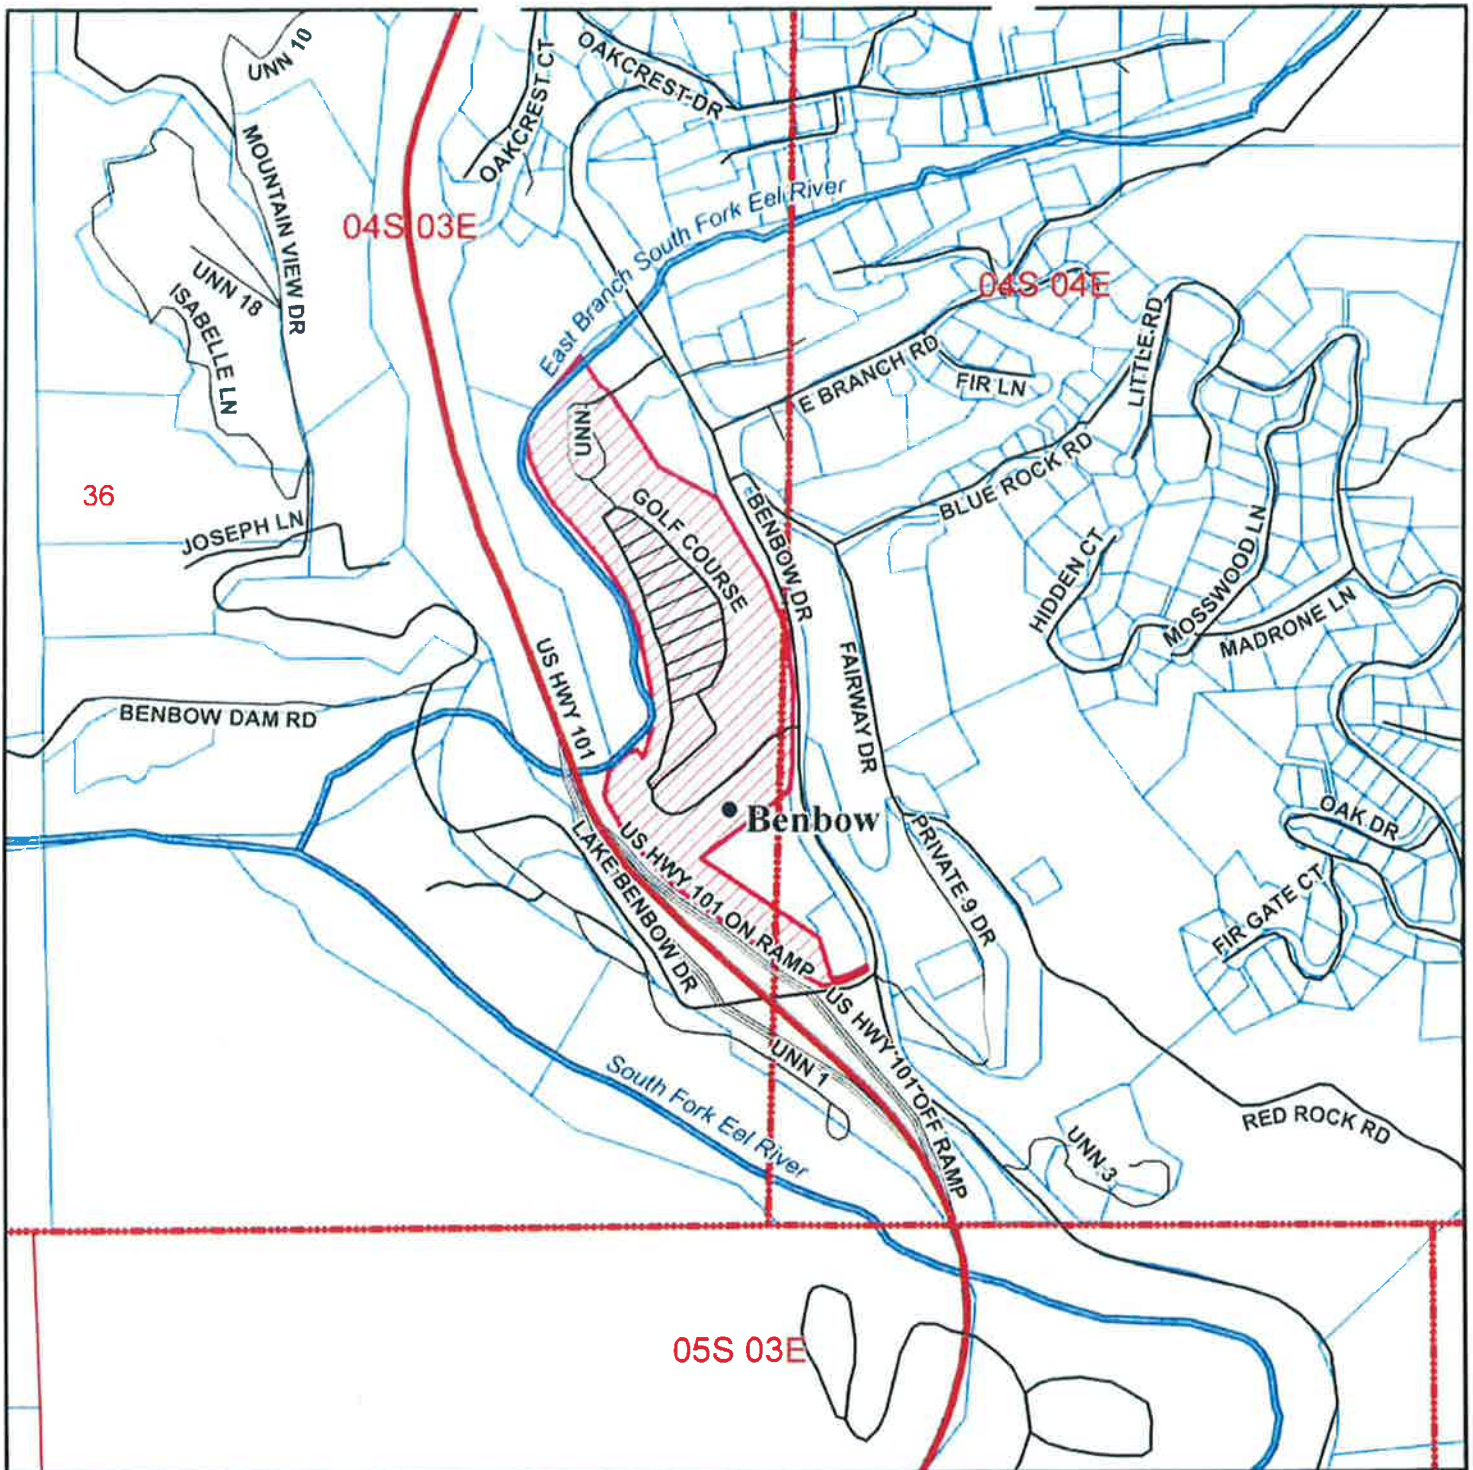 UNN 10
OAKCREST CT
OAKCREST DR
MOUNTAIN VIEW DR
04S 03E
East Branch South Fork Eel River
UNN 18
ISABELLE LN
04S 04E
LITTLE RD
E BRANCH RD
FIR LN
UNN
36
GOLF COURSE
BLUE ROCK RD
JOSEPH LN
BENBOW DR
HIDDEN CT
MOSSWOOD LN
MADRONE LN
US HWY 101
FAIRWAY DR
BENBOW DAM RD
Benbow
OAK DR
US HWY 101 ON RAMP
LAKE BENBOW DR
PRIVATE 9 DR
FIR GATE CT
US HWY 101 OFF RAMP
UNN 1
South Fork Eel River
RED ROCK RD
UNN 3
05S 03E